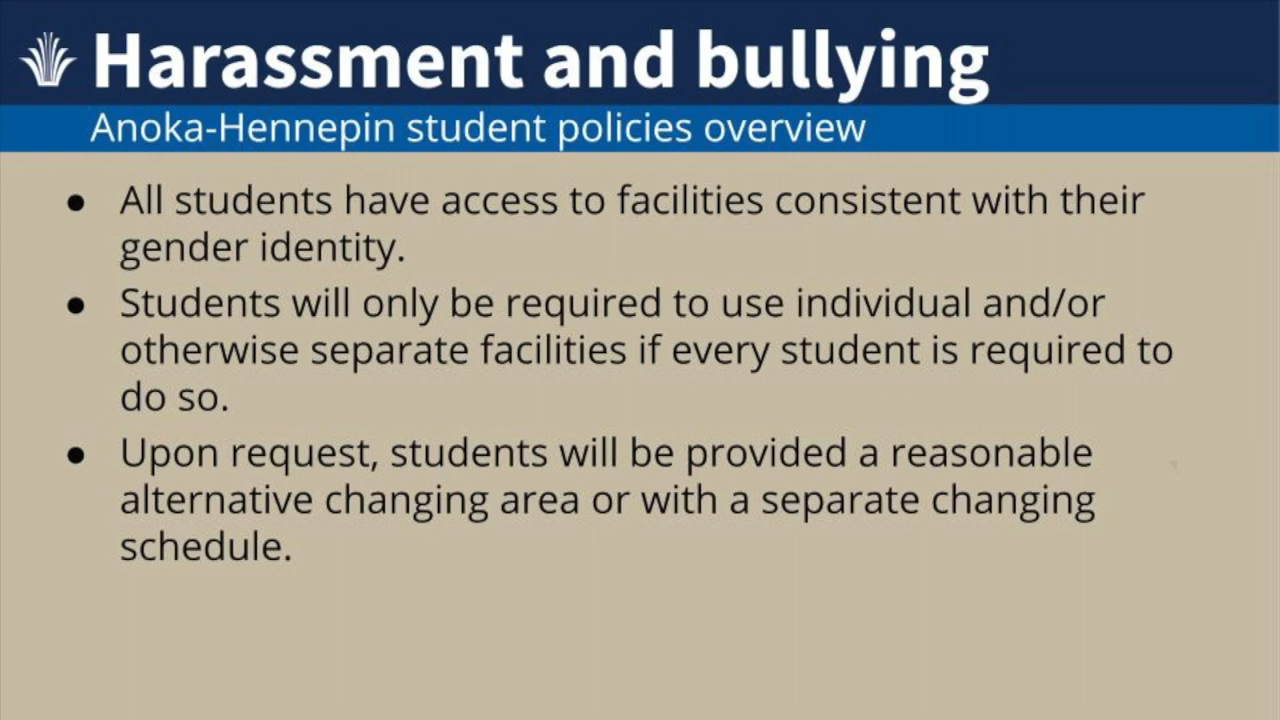 Harassment and bullying
Anoka-Hennepin student policies overview
● All students have access to facilities consistent with their
gender identity.
● Students will only be required to use individual and/or
otherwise separate facilities if every student is required to
do so.
● Upon request, students will be provided a reasonable
alternative changing area or with a separate changing
schedule.